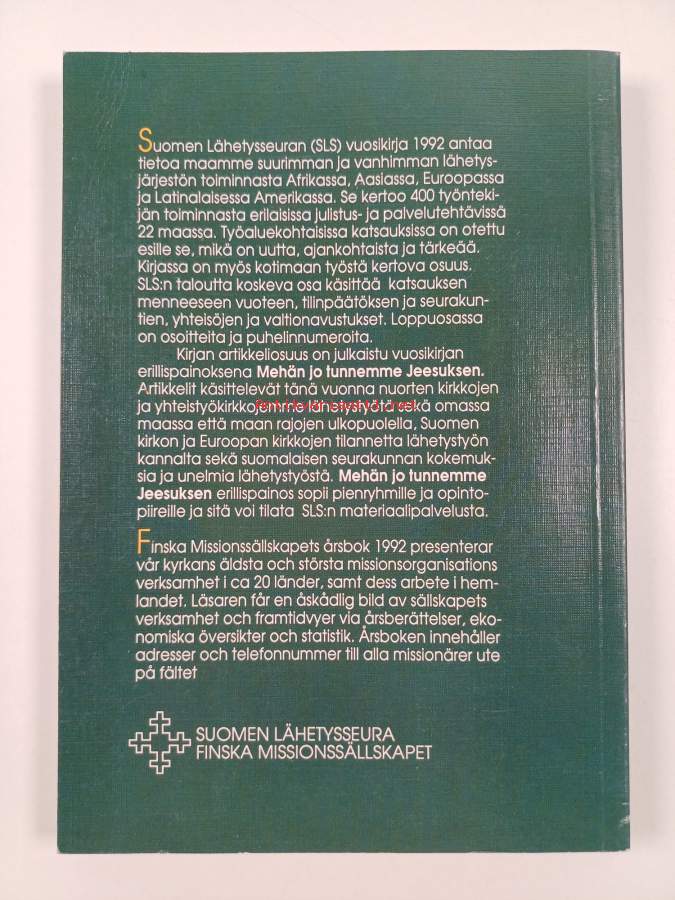 Suomen Lähetysseuran (SLS) vuosikirja 1992 antaa
tietoa maamme suurimman ja vanhimman lähetys-
järjestön toiminnasta Afrikassa, Aasiassa, Euroopassa
ja Latinalaisessa Amerikassa. Se kertoo 400 työnteki-
jän toiminnasta erilaisissa julistus- ja palvelutehtävissä
22 maassa. Työaluekohtaisissa katsauksissa on otettu
esille se, mikä on uutta, ajankohtaista ja tärkeää.
Kirjassa on myös kotimaan työstä kertova osuus.
SLS:n taloutta koskeva osa käsittää katsauksen
menneeseen vuoteen, tilinpäätöksen ja seurakun-
tien, yhteisöjen ja valtionavustukset. Loppuosassa
on osoitteita ja puhelinnumeroita.
Kirjan artikkeliosuus on julkaistu vuosikirjan
erillispainoksena Mehän jo tunnemme Jeesuksen.
Artikkelit käsittelevät tänä vuonna nuorten kirkkojen
ja yhteistyökirkkojemme lähetystyötä sekä omassa
maassa että maan rajojen ulkopuolella, Suomen
kirkon ja Euroopan kirkkojen tilannetta lähetystyön
kannalta sekä suomalaisen seurakunnan kokemuk-
sia ja unelmia lähetystyöstä. Mehän jo tunnemme
Jeesuksen erillispainos sopii pienryhmille ja opinto-
piireille ja sitä voi tilata SLS:n materiaalipalvelusta.
Finska Missionssällskapets årsbok 1992 presenterar
vår kyrkans äldsta och största missionsorganisations
verksamhet i ca 20 länder, samt dess arbete i hem-
landet. Läsaren får en åskådlig bild av sällskapets
verksamhet och framtidvyer via årsberättelser, eko-
nomiska översikter och statistik. Årsboken innehåller
adresser och telefonnummer till alla missionärer ute
på fältet
SUOMEN LÄHETYSSEURA
FINSKA MISSIONSSÄLLSKAPET